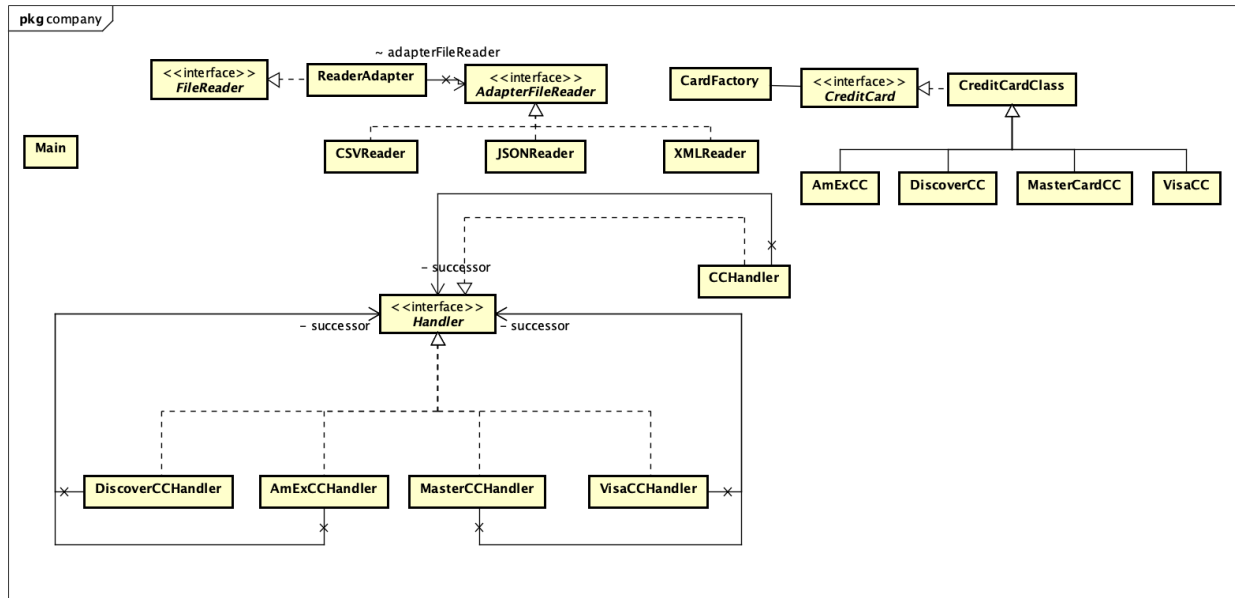 pkg company
~ adapterFileReader
<<interface>>
FileReader
ReaderAdapter
<<interface>>
AdapterFileReader
CardFactory
<<interface>>
CreditCard
CreditCardClass
Main
CSVReader
JSONReader
XMLReader
AmExCC
DiscoverCC
MasterCardCC
VisaCC
– successor
CCHandler
<<interface>>
Handler
– successor
– successor
DiscoverCCHandler
AmExCCHandler
MasterCCHandler
VisaCCHandler